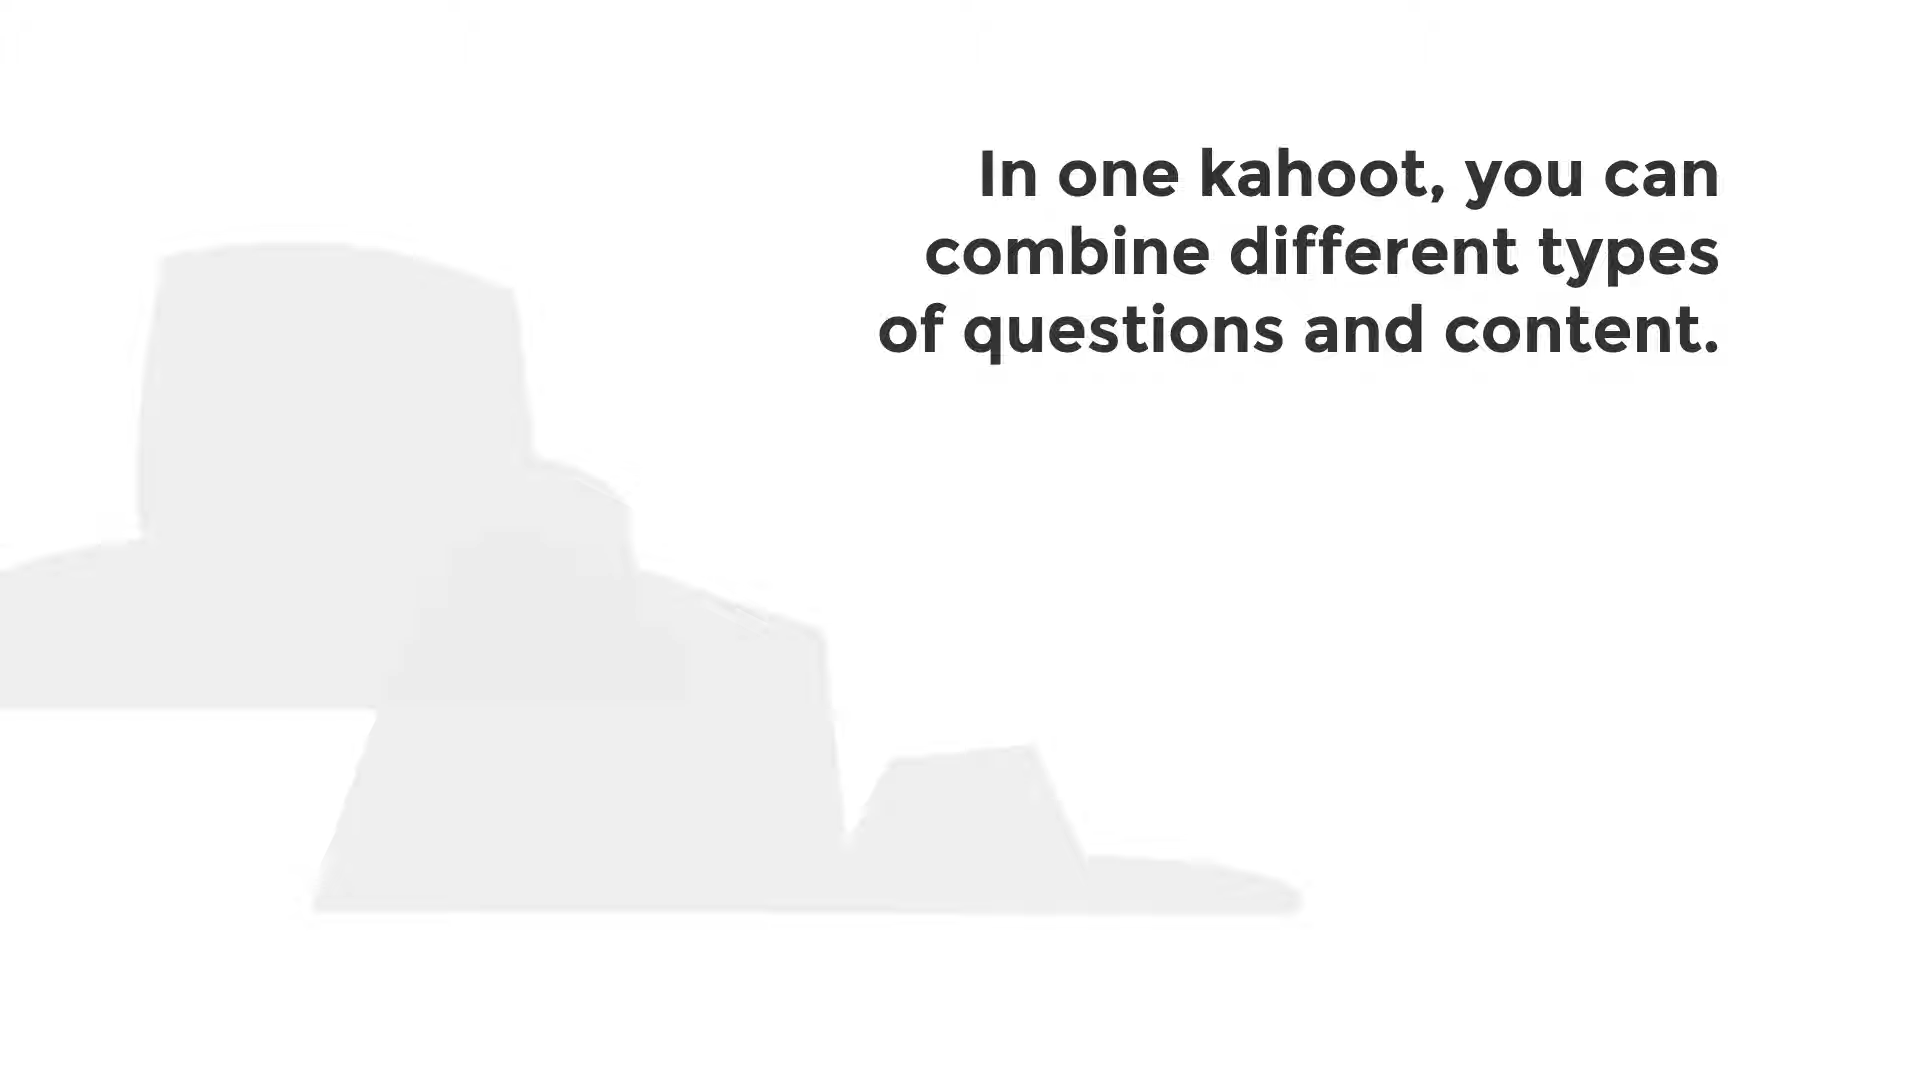 In one kahoot, you can
combine different types
of questions and content.